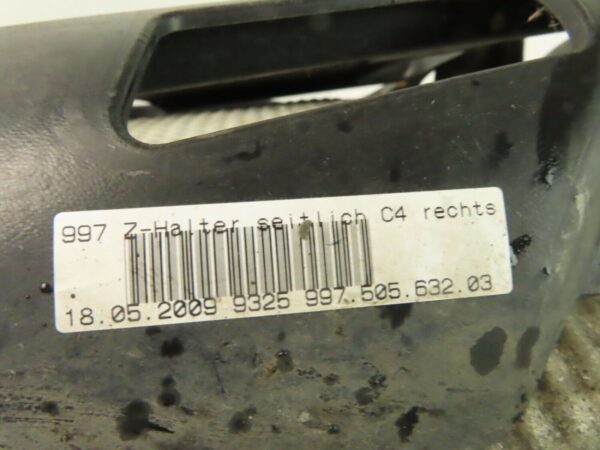 997 Z-Halter seitlich C4 rechts
18.05.2009 9325 997.505.632.03